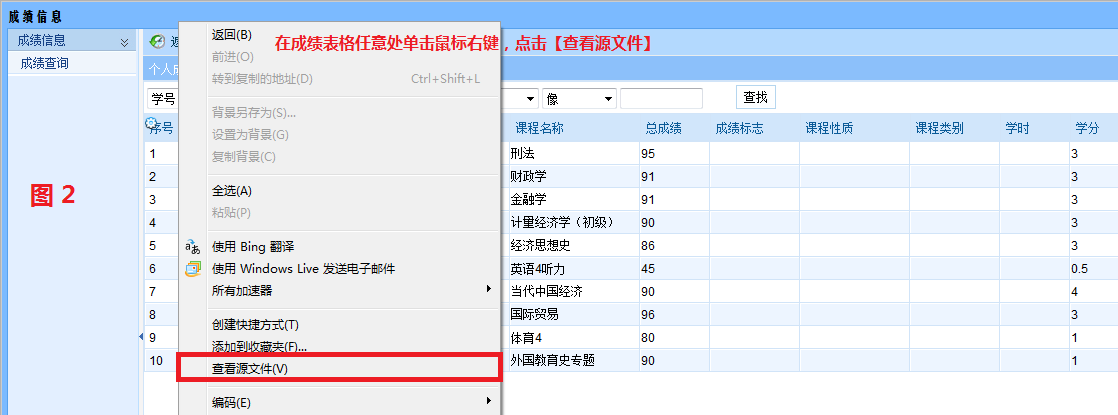 成绩信息
成绩信息
成绩查询
图 2
返
个人成
学号
像
查找
返回(B)
在成绩表格任意处单击鼠标右键，点击【查看源文件】
前进(O)
转到复制的地址(D) Ctrl+Shift+L
背景另存为(S)...
设置为背景(G)
复制背景(C)
全选(A)
粘贴(P)
使用 Bing 翻译
使用 Windows Live 发送电子邮件
所有加速器
创建快捷方式(T)
添加到收藏夹(F)...
查看源文件(V)
编码(E)
序号 课程名称 总成绩 成绩标志 课程性质 课程类别 学时 学分
1 刑法 95 3
2 财政学 91 3
3 金融学 91 3
4 计量经济学（初级） 90 3
5 经济思想史 86 3
6 英语4听力 45 0.5
7 当代中国经济 90 4
8 国际贸易 96 3
9 体育4 80 1
10 外国教育史专题 90 1